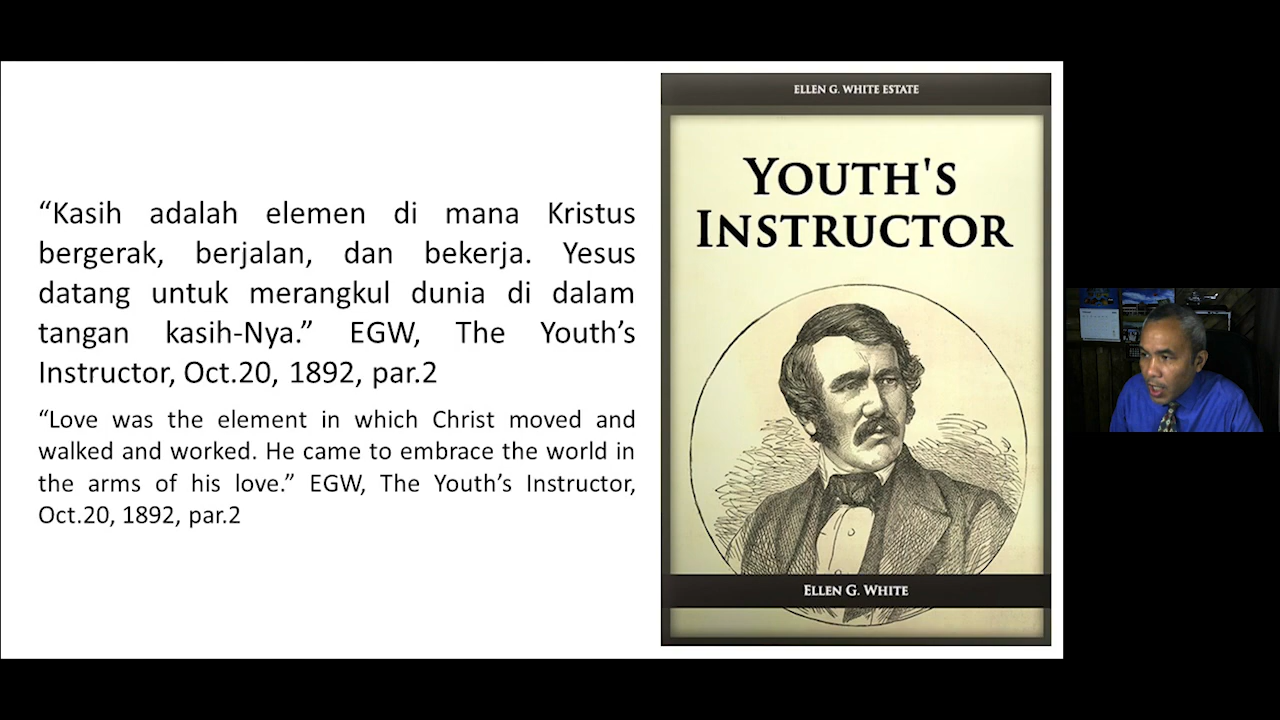 “Kasih adalah elemen di mana Kristus
bergerak, berjalan, dan bekerja. Yesus
datang untuk merangkul dunia di dalam
tangan kasih-Nya.” EGW, The Youth’s
Instructor, Oct.20, 1892, par.2
“Love was the element in which Christ moved and
walked and worked. He came to embrace the world in
the arms of his love.” EGW, The Youth’s Instructor,
Oct.20, 1892, par.2
ELLEN G. WHITE ESTATE
YOUTH'S
INSTRUCTOR
ELLEN G. WHITE